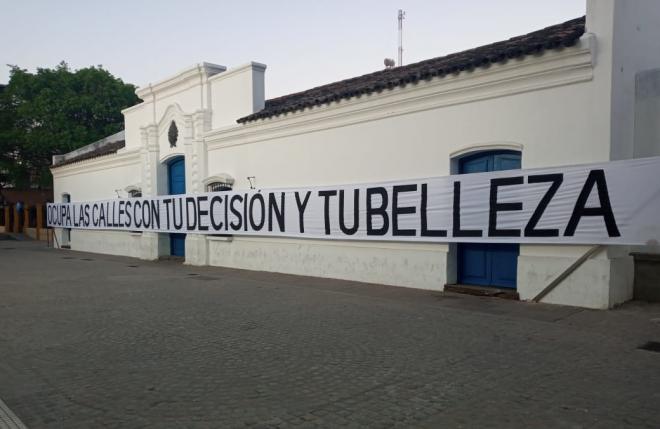 OCUPA LAS CALLES CON TU DECISIÓN Y TU BELLEZA